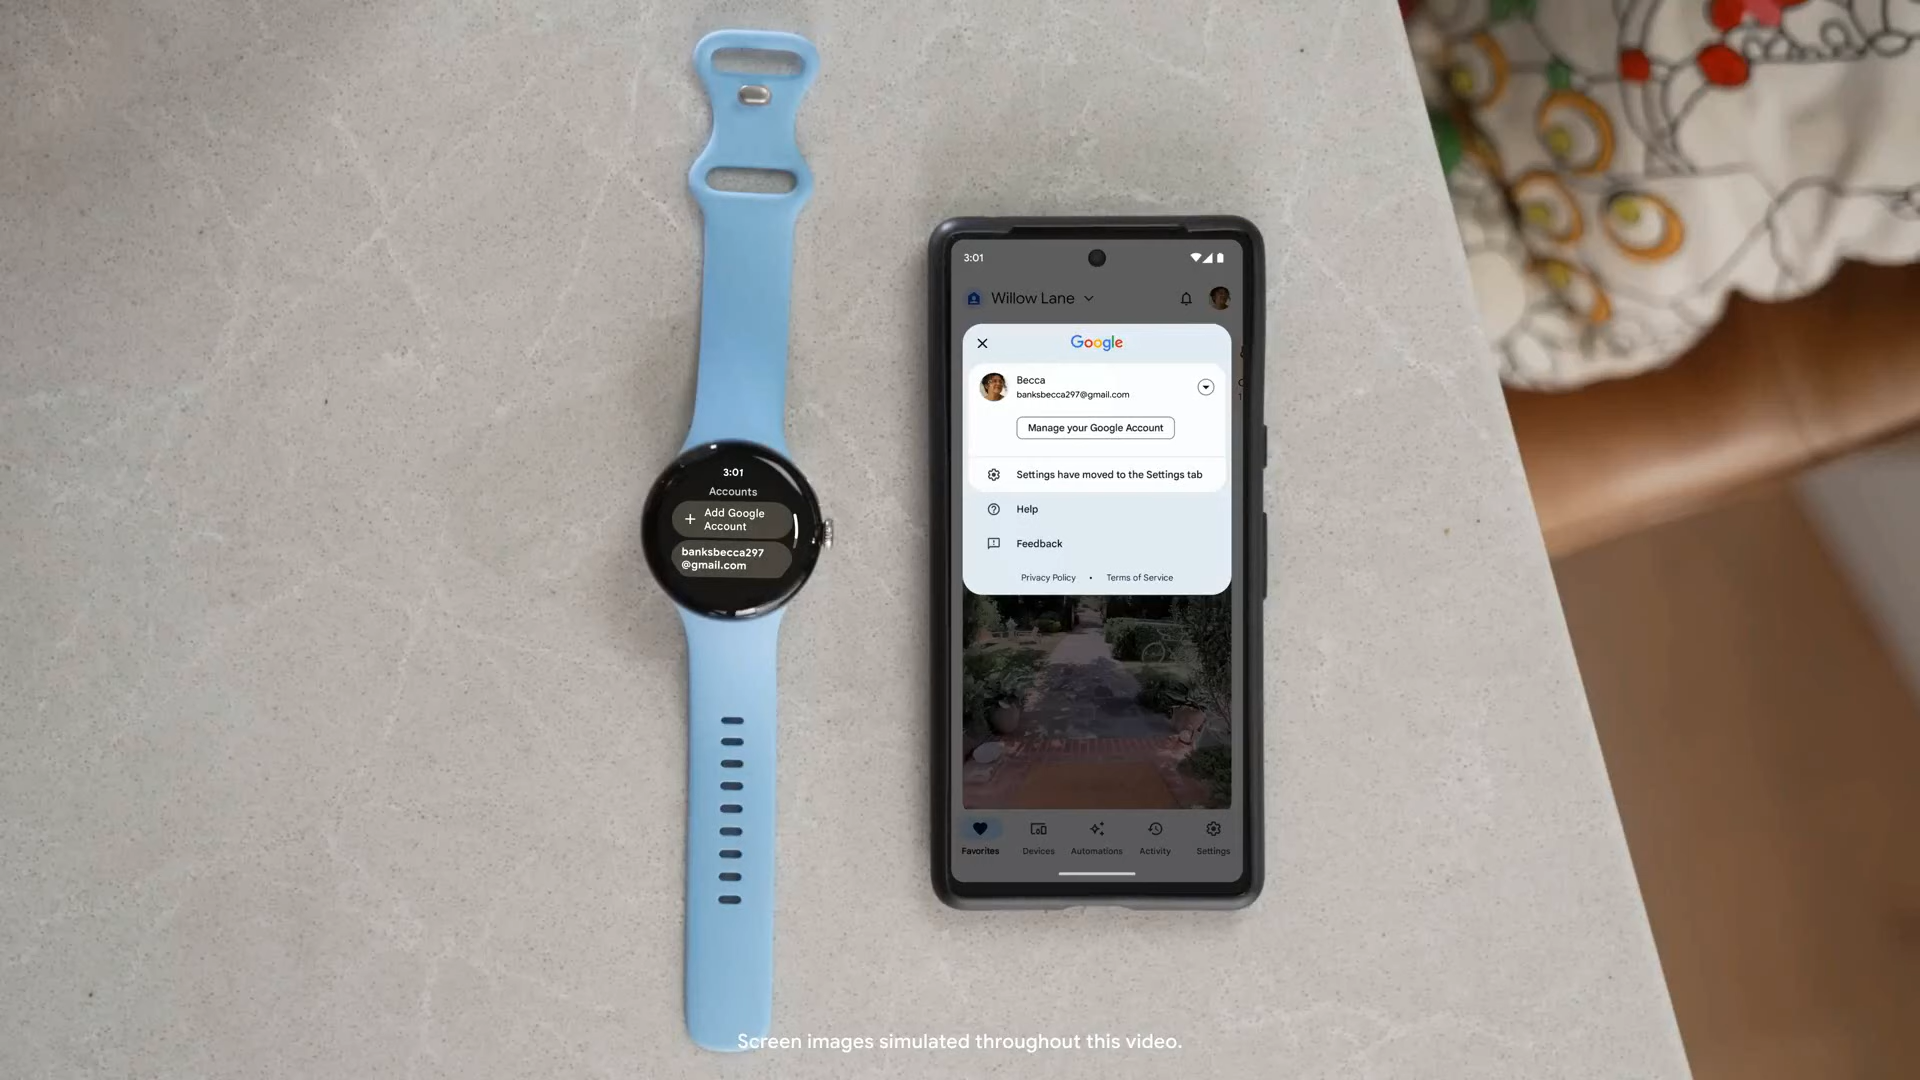 3:01
Accounts
+ Add Google
Account
banksbecca297
@gmail.com
3:01
Willow Lane
Google
Becca
banksbecca297@gmail.com
Manage your Google Account
Settings have moved to the Settings tab
Help
Feedback
Privacy Policy • Terms of Service
Favorites Devices Automations Activity Settings
Screen images simulated throughout this video.